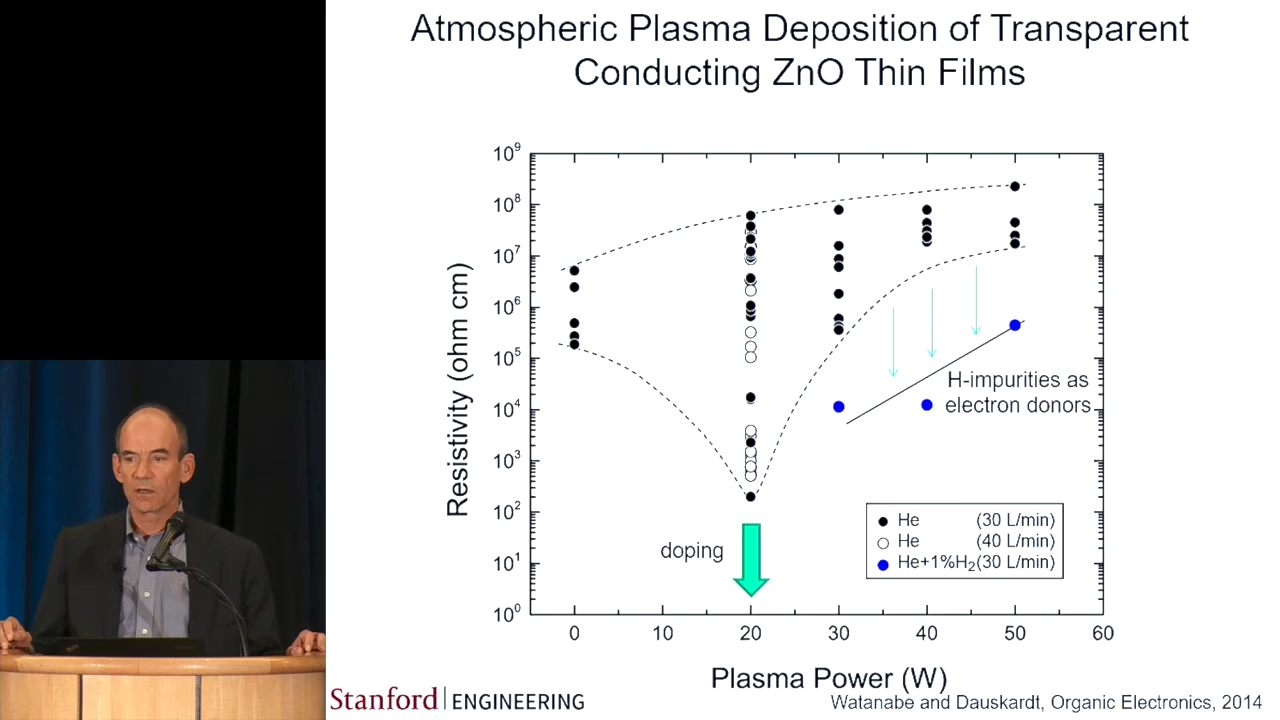 Atmospheric Plasma Deposition of Transparent
Conducting ZnO Thin Films
10⁹
10⁸
10⁷
10⁶
10⁵
10⁴
10³
10²
10¹
10⁰
Resistivity (ohm cm)
H-impurities as
electron donors
doping
He (30 L/min)
He (40 L/min)
He+1%H₂(30 L/min)
0 10 20 30 40 50 60
Plasma Power (W)
Stanford | ENGINEERING
Watanabe and Dauskardt, Organic Electronics, 2014